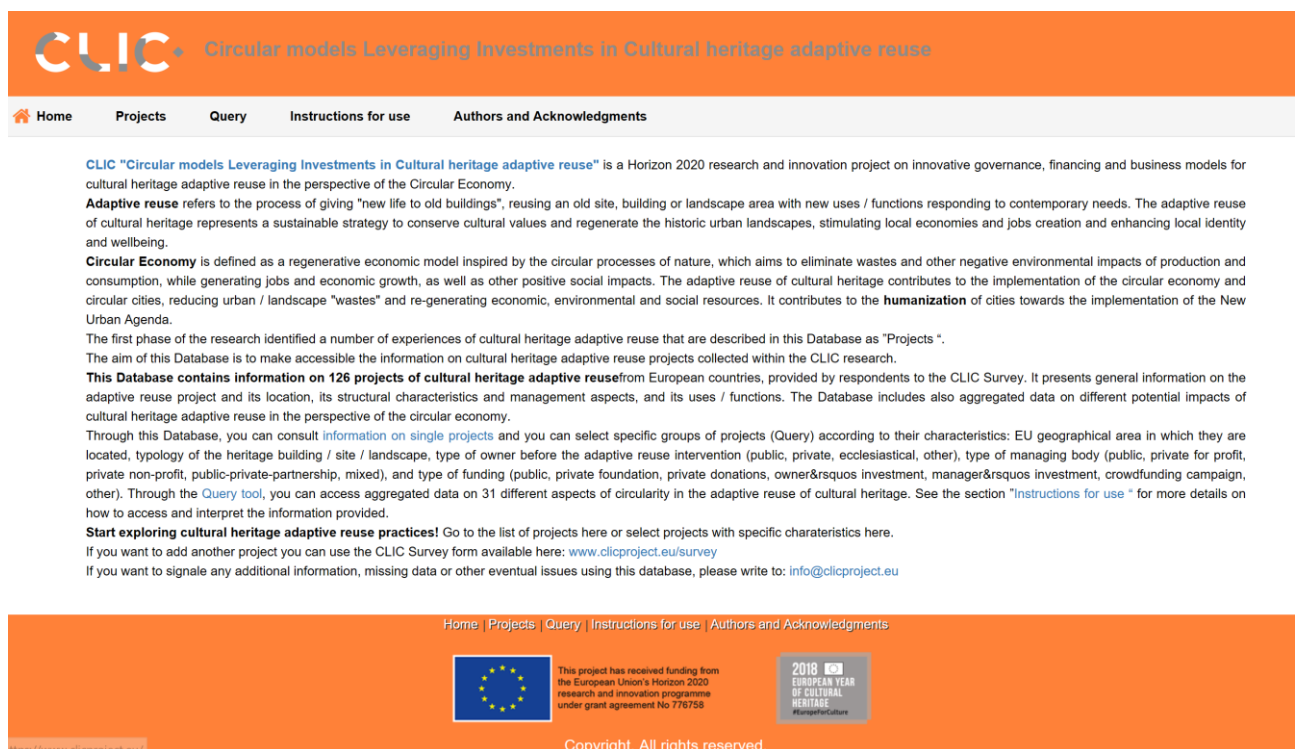 CLIC
Circular models Leveraging Investments in Cultural heritage adaptive reuse
Home Projects Query Instructions for use Authors and Acknowledgments
CLIC "Circular models Leveraging Investments in Cultural heritage adaptive reuse" is a Horizon 2020 research and innovation project on innovative governance, financing and business models for
cultural heritage adaptive reuse in the perspective of the Circular Economy.
Adaptive reuse refers to the process of giving "new life to old buildings", reusing an old site, building or landscape area with new uses / functions responding to contemporary needs. The adaptive reuse
of cultural heritage represents a sustainable strategy to conserve cultural values and regenerate the historic urban landscapes, stimulating local economies and jobs creation and enhancing local identity
and wellbeing.
Circular Economy is defined as a regenerative economic model inspired by the circular processes of nature, which aims to eliminate wastes and other negative environmental impacts of production and
consumption, while generating jobs and economic growth, as well as other positive social impacts. The adaptive reuse of cultural heritage contributes to the implementation of the circular economy and
circular cities, reducing urban / landscape "wastes" and re-generating economic, environmental and social resources. It contributes to the humanization of cities towards the implementation of the New
Urban Agenda.
The first phase of the research identified a number of experiences of cultural heritage adaptive reuse that are described in this Database as "Projects “.
The aim of this Database is to make accessible the information on cultural heritage adaptive reuse projects collected within the CLIC research.
This Database contains information on 126 projects of cultural heritage adaptive reusefrom European countries, provided by respondents to the CLIC Survey. It presents general information on the
adaptive reuse project and its location, its structural characteristics and management aspects, and its uses / functions. The Database includes also aggregated data on different potential impacts of
cultural heritage adaptive reuse in the perspective of the circular economy.
Through this Database, you can consult information on single projects and you can select specific groups of projects (Query) according to their characteristics: EU geographical area in which they are
located, typology of the heritage building / site / landscape, type of owner before the adaptive reuse intervention (public, private, ecclesiastical, other), type of managing body (public, private for profit,
private non-profit, public-private-partnership, mixed), and type of funding (public, private foundation, private donations, owner&rsquos investment, manager&rsquos investment, crowdfunding campaign,
other). Through the Query tool, you can access aggregated data on 31 different aspects of circularity in the adaptive reuse of cultural heritage. See the section "Instructions for use “ for more details on
how to access and interpret the information provided.
Start exploring cultural heritage adaptive reuse practices! Go to the list of projects here or select projects with specific charateristics here.
If you want to add another project you can use the CLIC Survey form available here: www.clicproject.eu/survey
If you want to signale any additional information, missing data or other eventual issues using this database, please write to: info@clicproject.eu
Home | Projects | Query | Instructions for use | Authors and Acknowledgments
This project has received funding from
the European Union's Horizon 2020
research and innovation programme
under grant agreement No 776758
2018
EUROPEAN YEAR
OF CULTURAL
HERITAGE
#EuropeForCulture
Copyright. All rights reserved